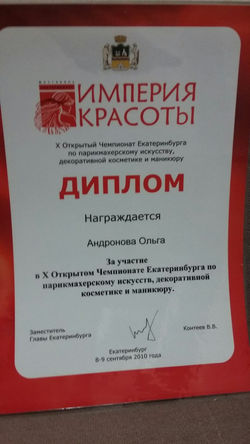 ИМПЕРИЯ
КРАСОТЫ
X Открытый Чемпионат Екатеринбурга
по парикмахерскому искусству,
декоративной косметике и маникюру
ДИПЛОМ
Награждается
Андронова Ольга
За участие
в X Открытом Чемпионате Екатеринбурга по
парикмахерскому искусств, декоративной
косметике и маникюру.
Заместитель
Главы Екатеринбурга
Контеев В.В.
Екатеринбург
8-9 сентября 2010 года